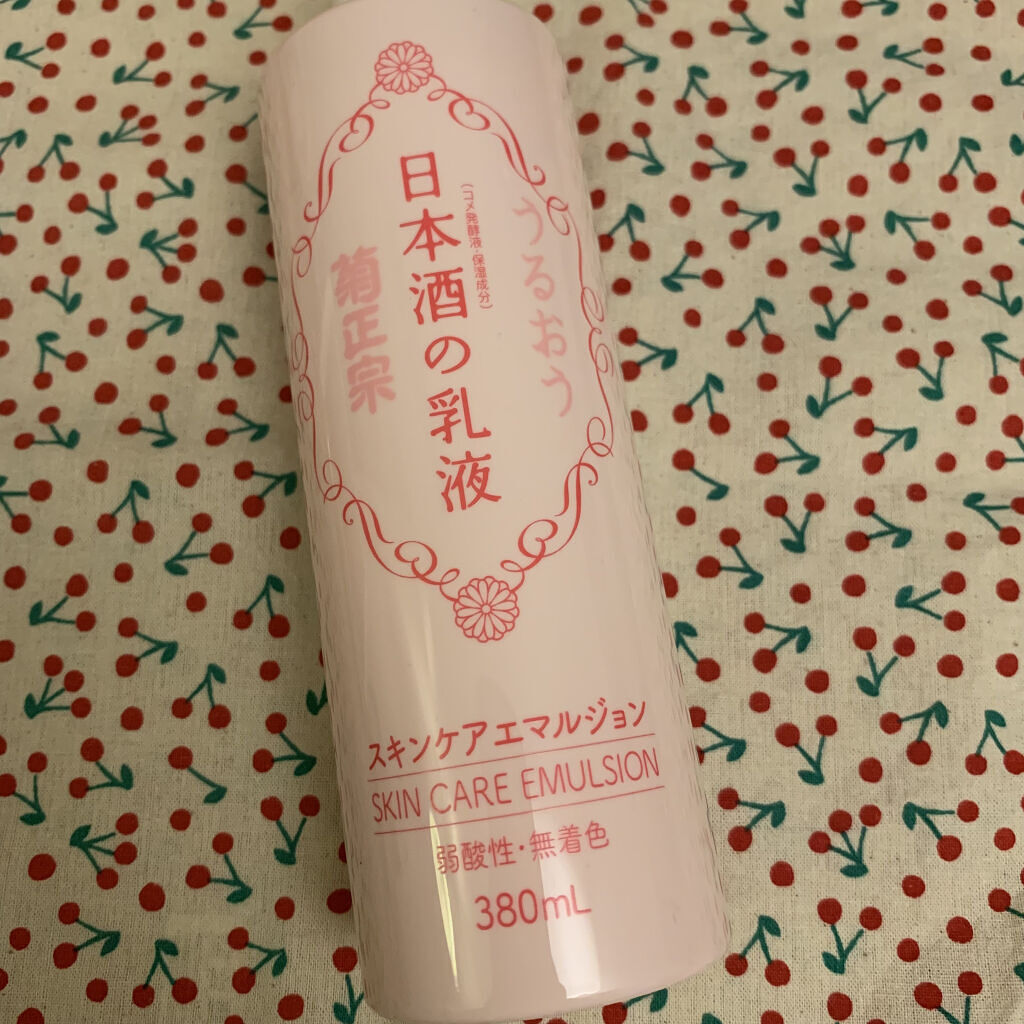 うるおう
日本酒の乳液
(コメ発酵液・保湿成分)
菊正宗
スキンケアエマルジョン
SKIN CARE EMULSION
弱酸性・無着色
380mL